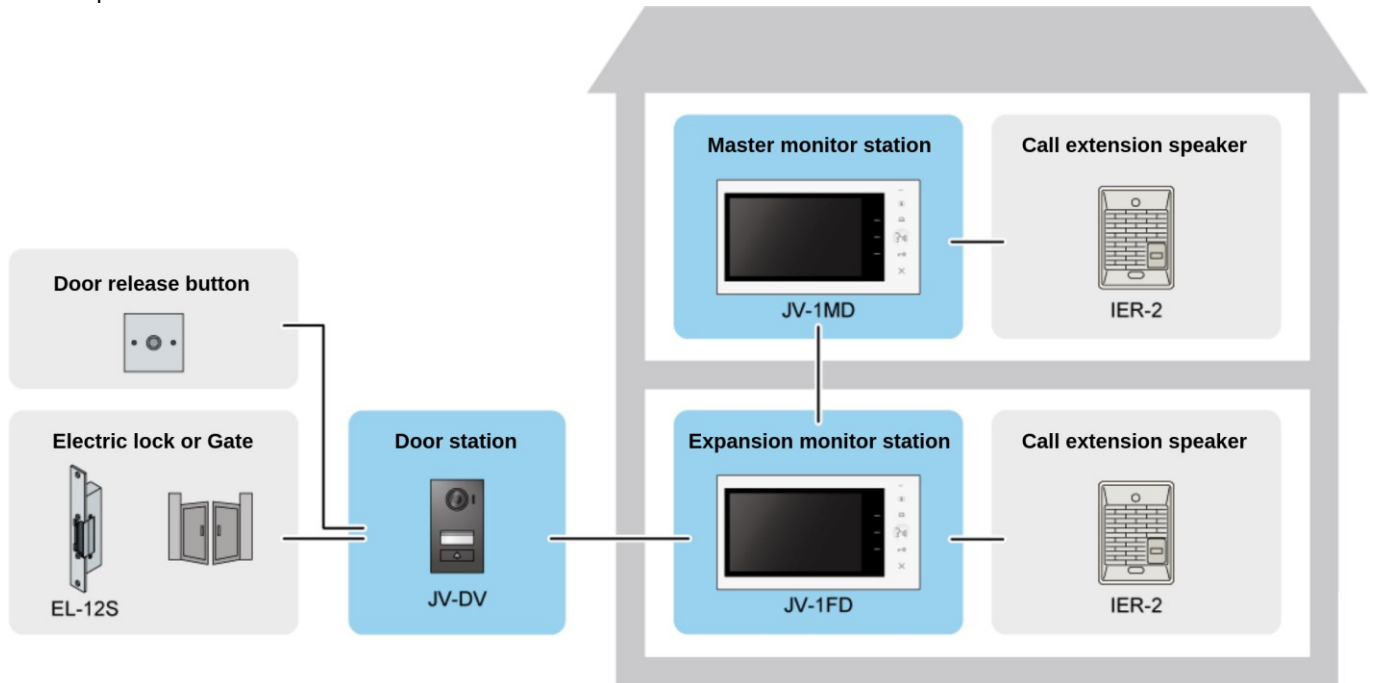 Master monitor station
JV-1MD
Call extension speaker
IER-2
Door release button
Electric lock or Gate
EL-12S
Door station
JV-DV
Expansion monitor station
JV-1FD
Call extension speaker
IER-2